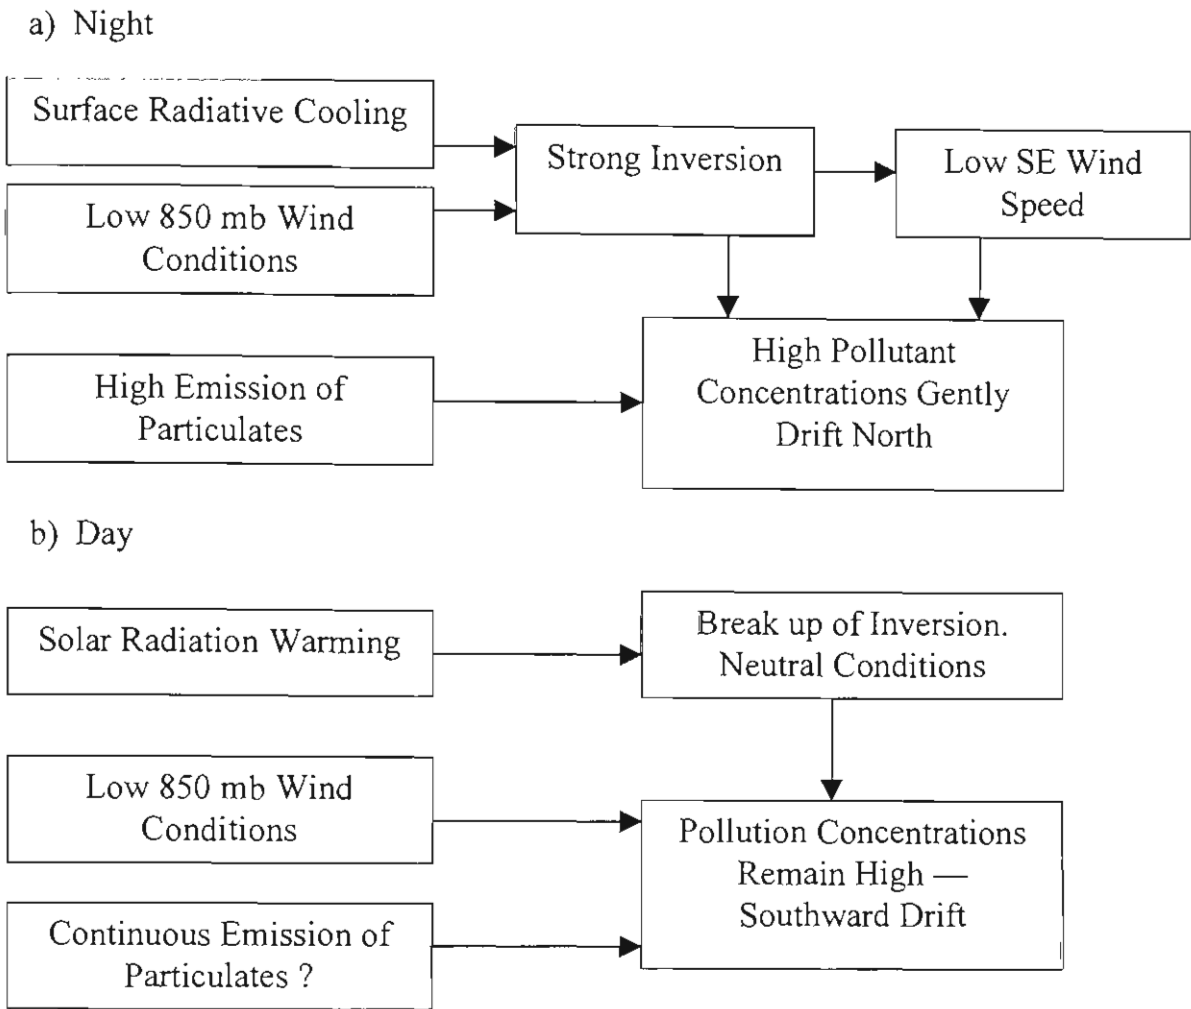 a) Night
Surface Radiative Cooling
Strong Inversion
Low SE Wind
Speed
Low 850 mb Wind
Conditions
High Pollutant
Concentrations Gently
Drift North
High Emission of
Particulates
b) Day
Solar Radiation Warming
Break up of Inversion.
Neutral Conditions
Low 850 mb Wind
Conditions
Pollution Concentrations
Remain High —
Southward Drift
Continuous Emission of
Particulates ?